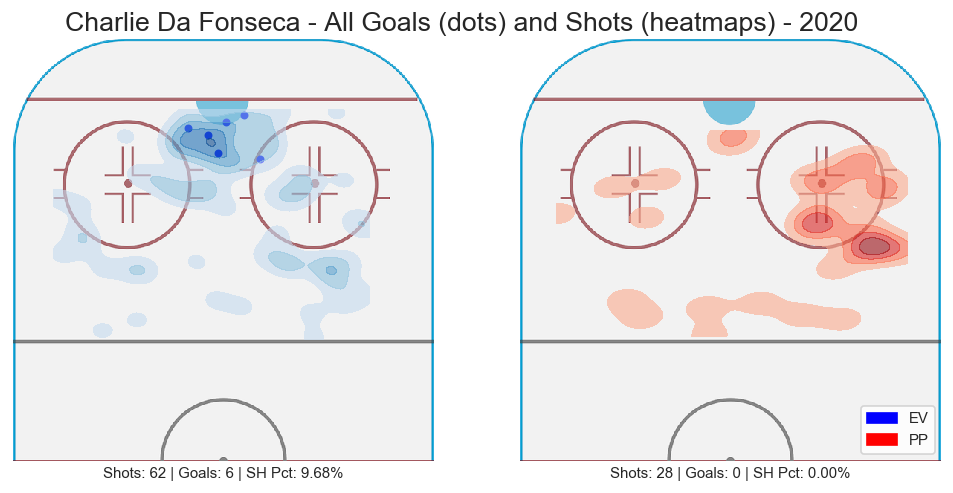 Charlie Da Fonseca - All Goals (dots) and Shots (heatmaps) - 2020
EV
PP
Shots: 62 | Goals: 6 | SH Pct: 9.68%
Shots: 28 | Goals: 0 | SH Pct: 0.00%